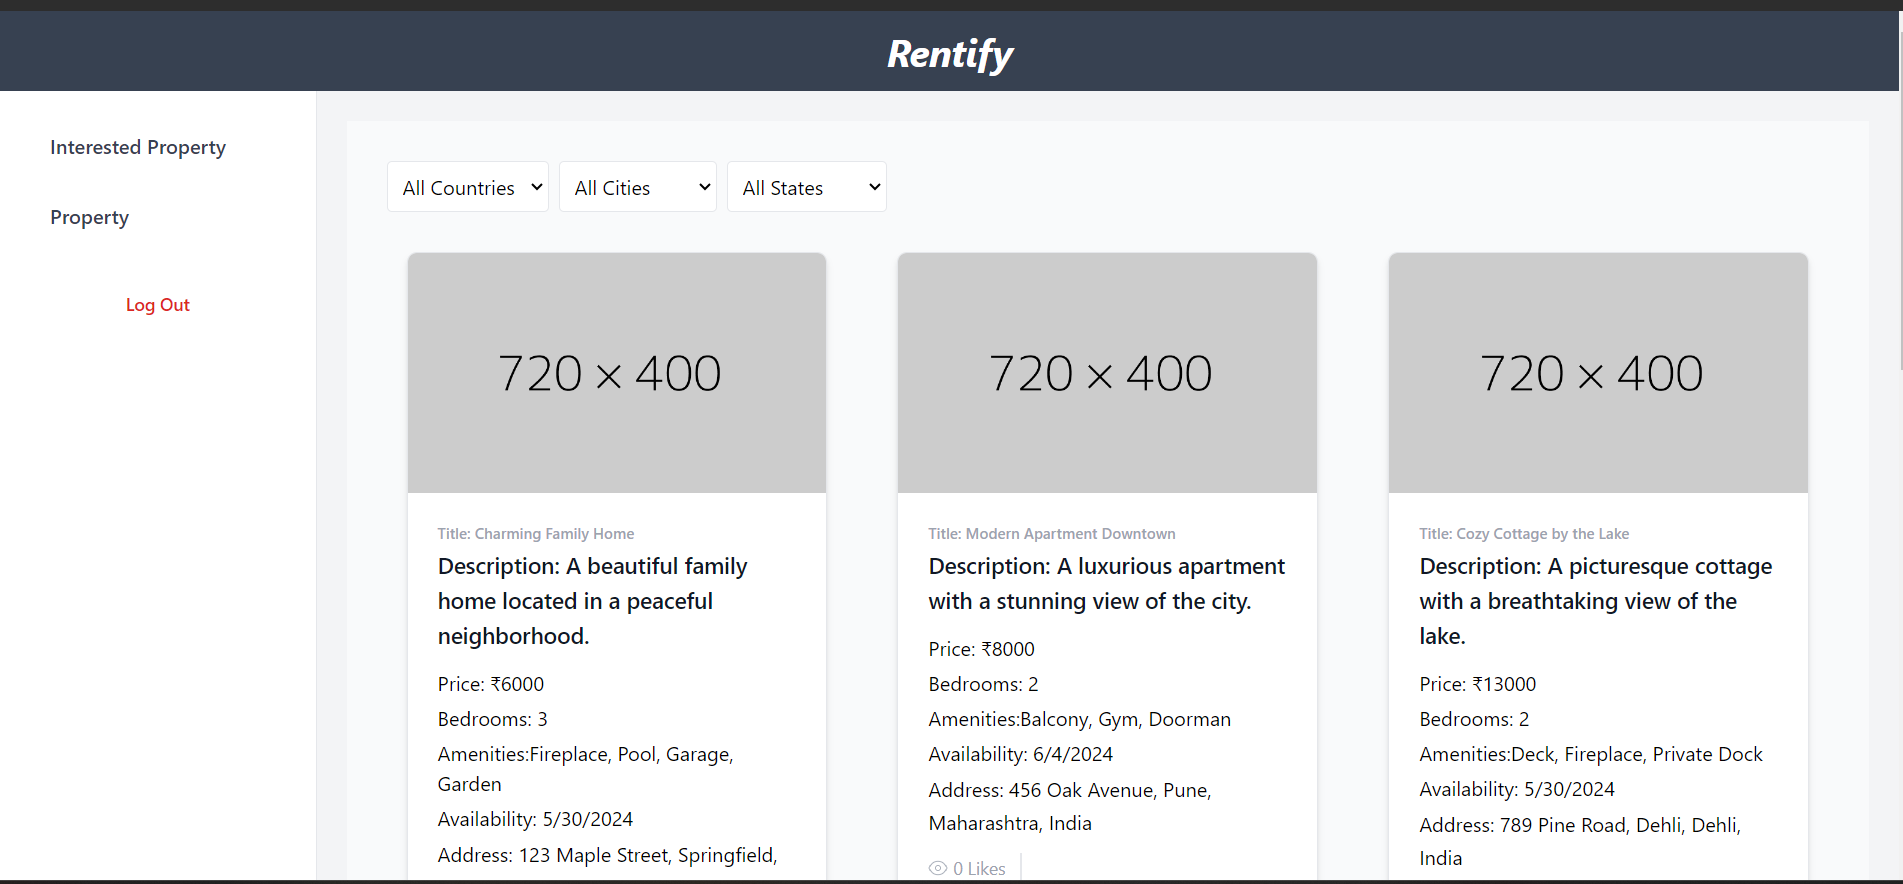 Rentify
Interested Property
Property
Log Out
All Countries
All Cities
All States
720 × 400
Title: Charming Family Home
Description: A beautiful family
home located in a peaceful
neighborhood.
Price: ₹6000
Bedrooms: 3
Amenities:Fireplace, Pool, Garage,
Garden
Availability: 5/30/2024
Address: 123 Maple Street, Springfield,
720 × 400
Title: Modern Apartment Downtown
Description: A luxurious apartment
with a stunning view of the city.
Price: ₹8000
Bedrooms: 2
Amenities:Balcony, Gym, Doorman
Availability: 6/4/2024
Address: 456 Oak Avenue, Pune,
Maharashtra, India
0 Likes
720 × 400
Title: Cozy Cottage by the Lake
Description: A picturesque cottage
with a breathtaking view of the
lake.
Price: ₹13000
Bedrooms: 2
Amenities:Deck, Fireplace, Private Dock
Availability: 5/30/2024
Address: 789 Pine Road, Dehli, Dehli,
India